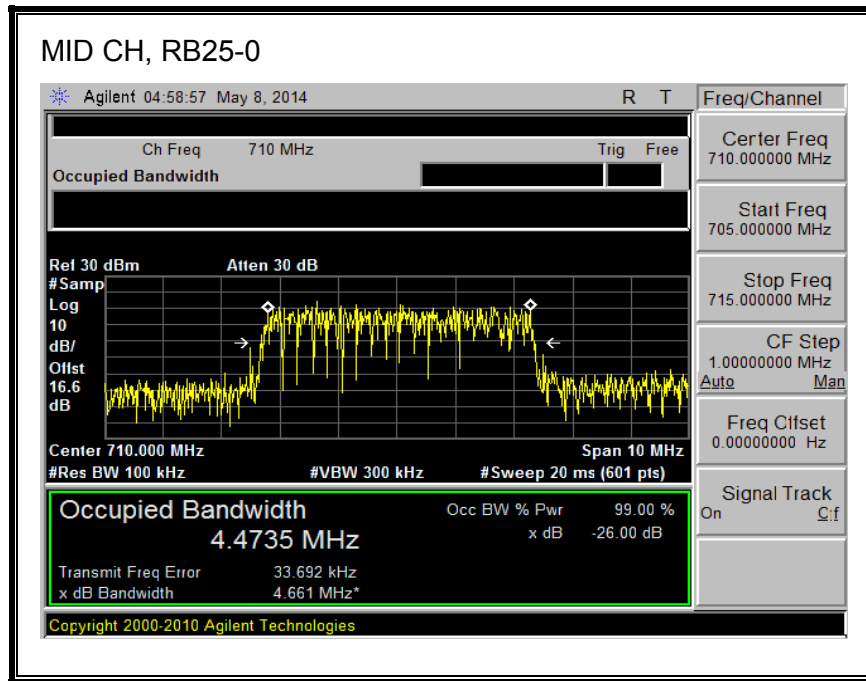 MID CH, RB25-0
Agilent 04:58:57 May 8, 2014 R T
Freq/Channel
Ch Freq 710 MHz Trig Free
Occupied Bandwidth
Center Freq
710.000000 MHz
Start Freq
705.000000 MHz
Stop Freq
715.000000 MHz
CF Step
1.00000000 MHz
Auto Man
Freq Offset
0.00000000 Hz
Signal Track
On Off
Ref 30 dBm Atten 30 dB
#Samp
Log
10
dB/
Offst
16.6
dB
Center 710.000 MHz Span 10 MHz
#Res BW 100 kHz #VBW 300 kHz #Sweep 20 ms (601 pts)
Occupied Bandwidth
4.4735 MHz
Occ BW % Pwr 99.00 %
x dB -26.00 dB
Transmit Freq Error 33.692 kHz
x dB Bandwidth 4.661 MHz*
Copyright 2000-2010 Agilent Technologies